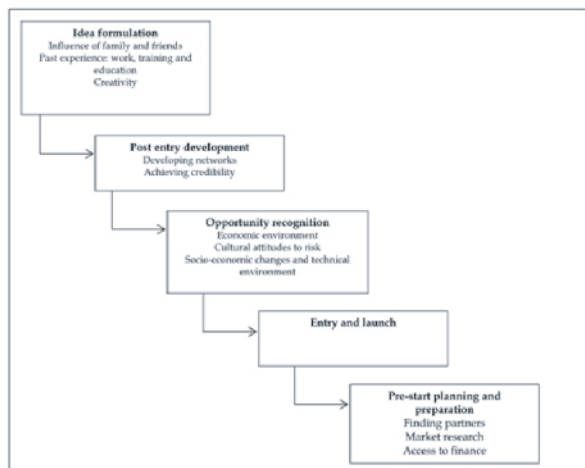 Idea formulation
Influence of family and friends
Past experience: work, training and
education
Creativity
Post entry development
Developing networks
Achieving credibility
Opportunity recognition
Economic environment
Cultural attitudes to risk
Socio-economic changes and technical
environment
Entry and launch
Pre-start planning and
preparation
Finding partners
Market research
Access to finance